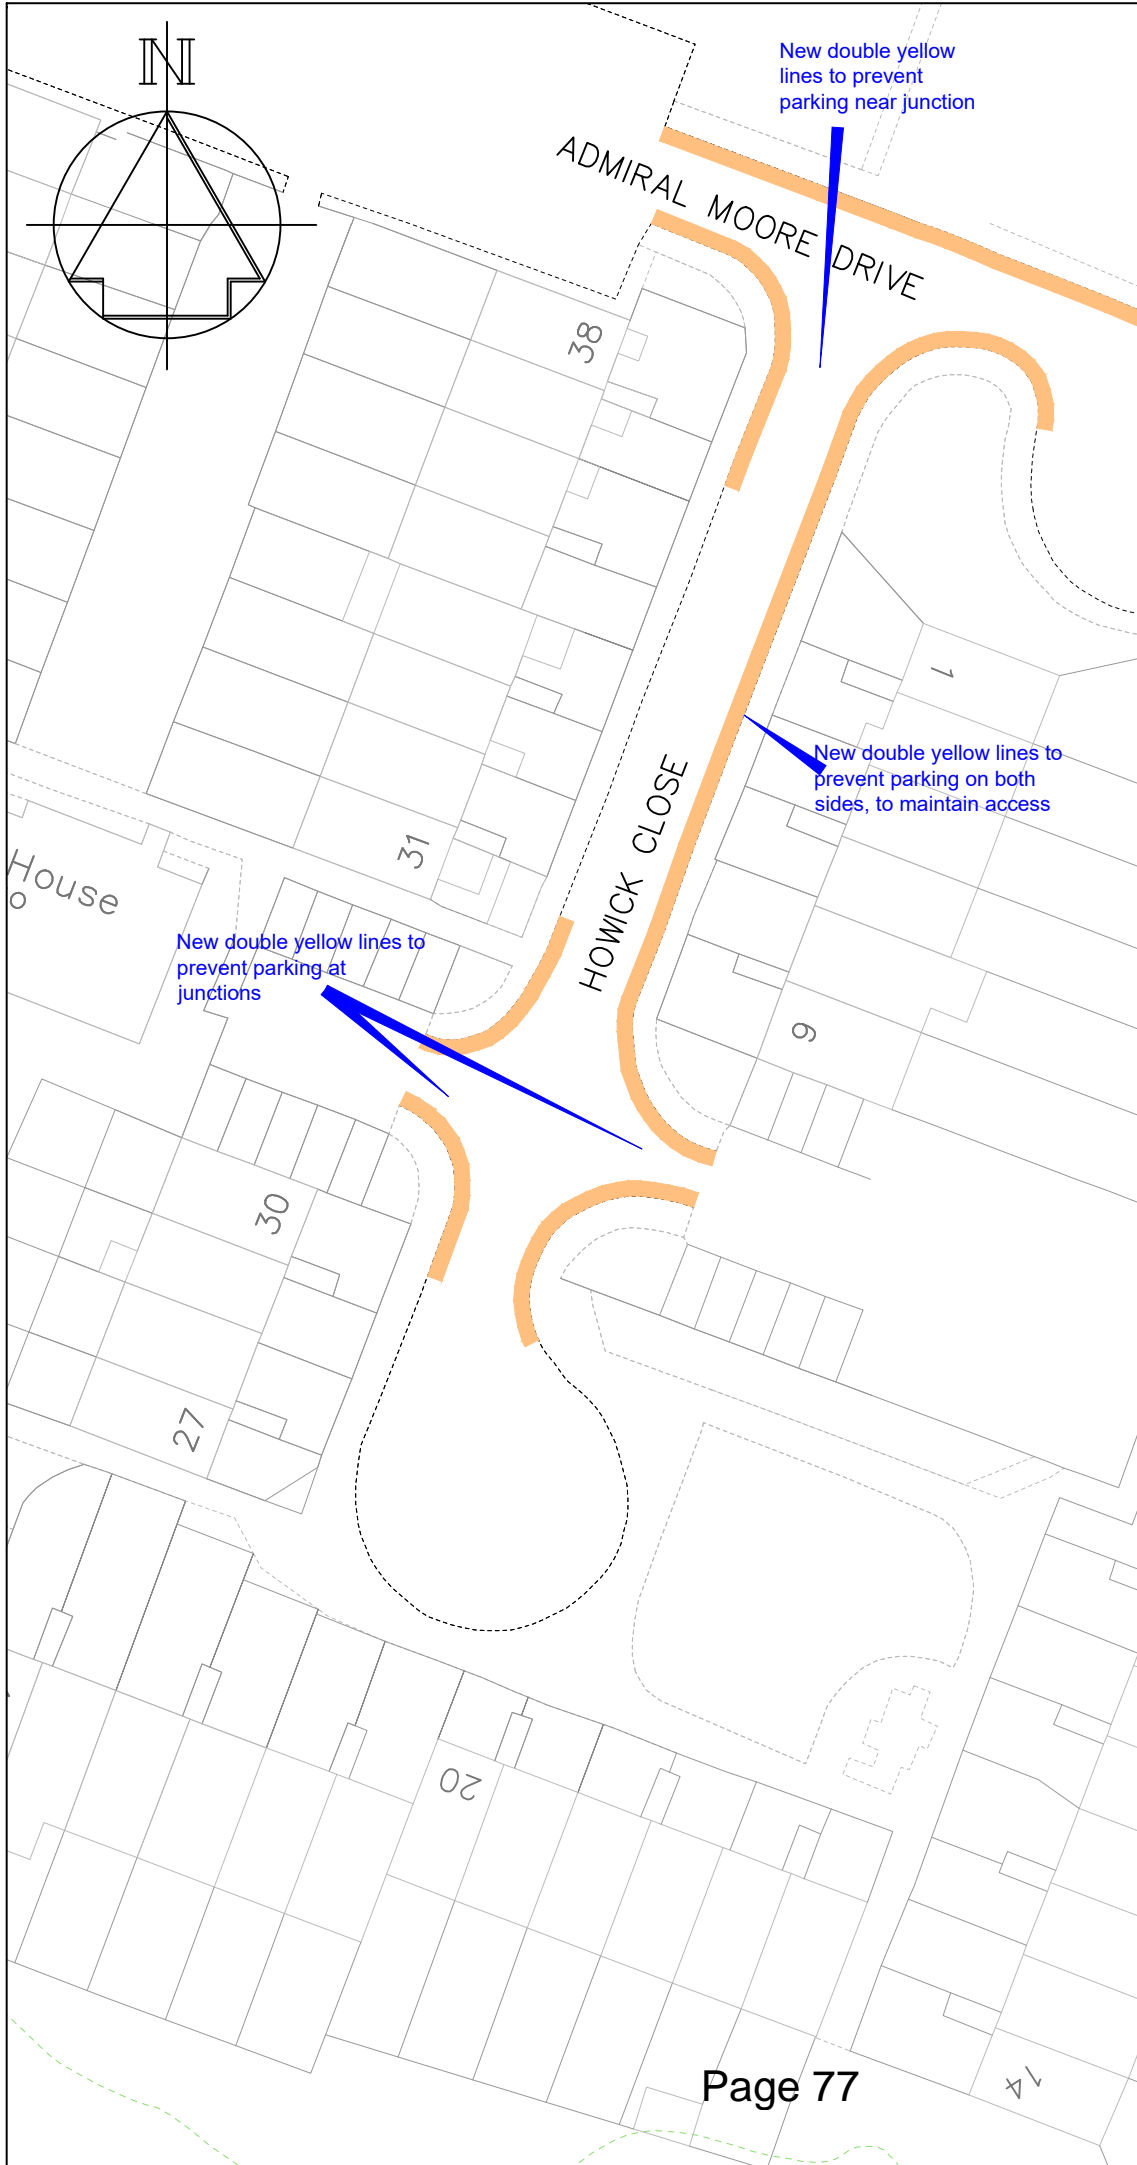 N
New double yellow
lines to prevent
parking near junction
ADMIRAL MOORE DRIVE
38
1
New double yellow lines to
prevent parking on both
sides, to maintain access
HOWICK CLOSE
31
House
New double yellow lines to
prevent parking at
junctions
30
27
20
14
Page 77